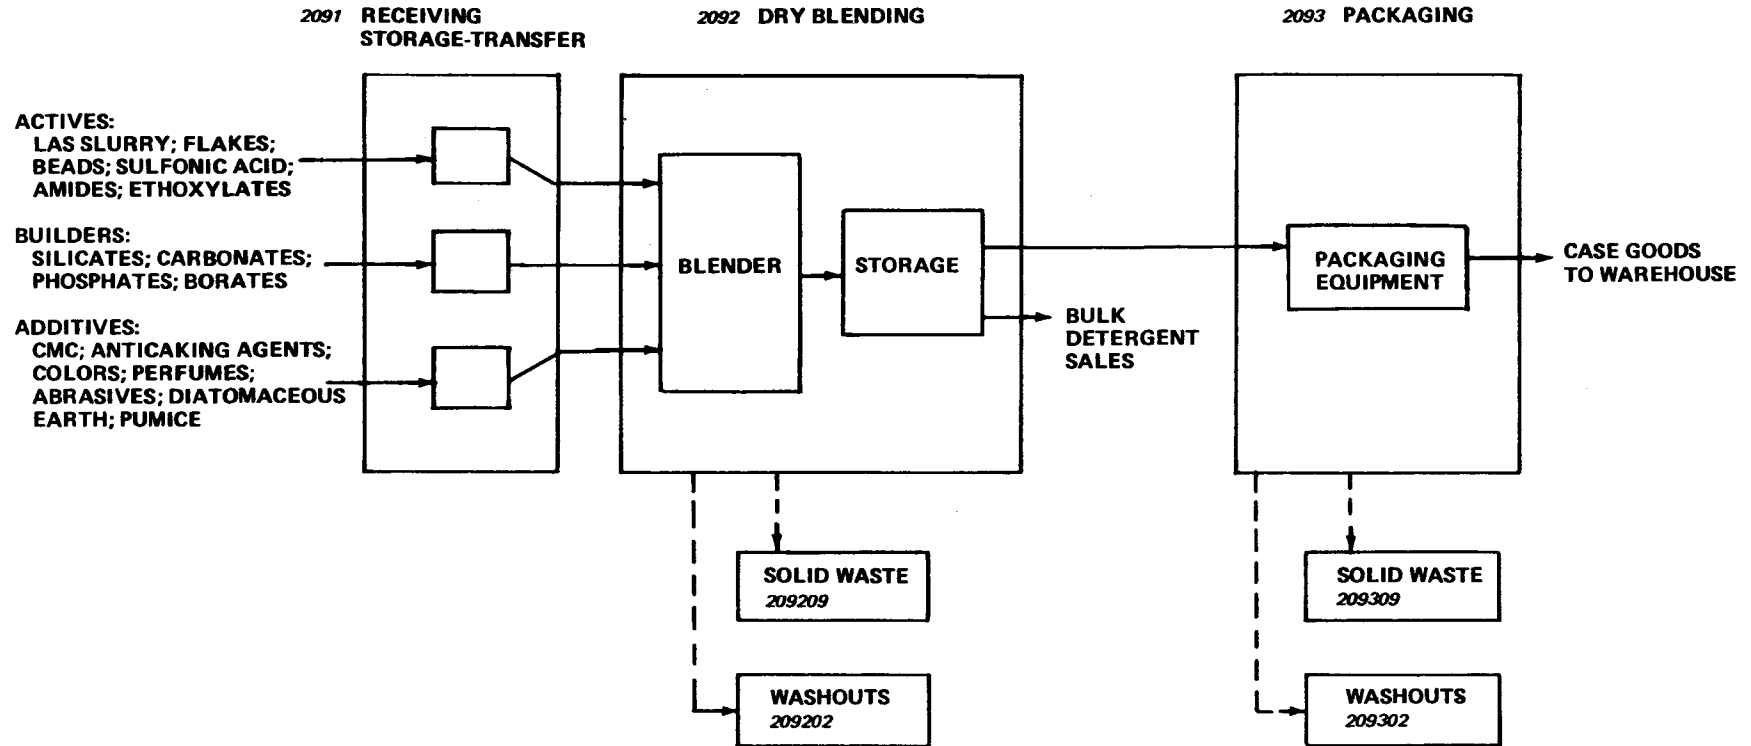 2091 RECEIVING
STORAGE-TRANSFER
2092 DRY BLENDING
2093 PACKAGING
ACTIVES:
LAS SLURRY; FLAKES;
BEADS; SULFONIC ACID;
AMIDES; ETHOXYLATES
BUILDERS:
SILICATES; CARBONATES;
PHOSPHATES; BORATES
ADDITIVES:
CMC; ANTICAKING AGENTS;
COLORS; PERFUMES;
ABRASIVES; DIATOMACEOUS
EARTH; PUMICE
BLENDER
STORAGE
BULK
DETERGENT
SALES
PACKAGING
EQUIPMENT
CASE GOODS
TO WAREHOUSE
SOLID WASTE
209209
WASHOUTS
209202
SOLID WASTE
209309
WASHOUTS
209302